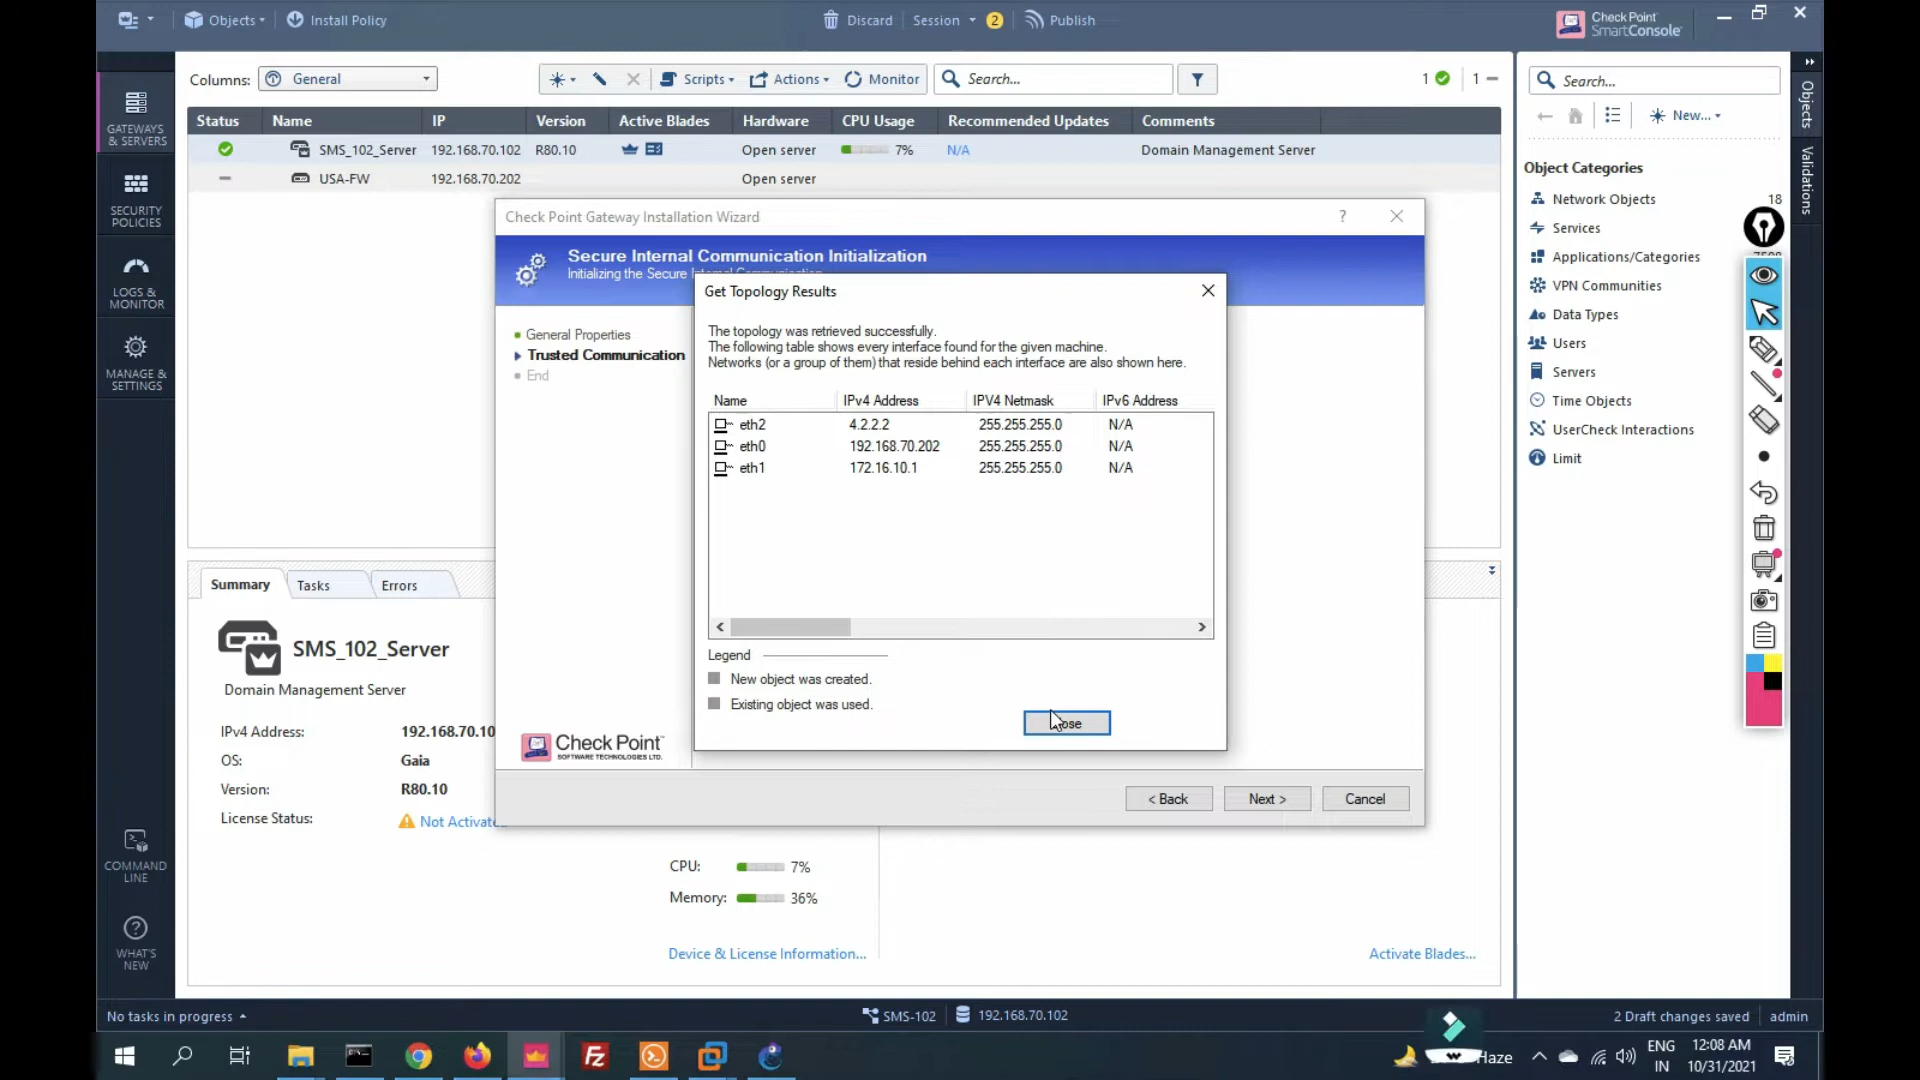 Objects
Install Policy
Discard
Session
2
Publish
Check Point
SmartConsole
Columns:
General
Scripts
Actions
Monitor
Search...
1
1
Search...
New...
Objects
Validations
GATEWAYS
& SERVERS
SECURITY
POLICIES
LOGS &
MONITOR
MANAGE &
SETTINGS
COMMAND
LINE
WHAT'S
NEW
Status Name IP Version Active Blades Hardware CPU Usage Recommended Updates Comments
SMS_102_Server 192.168.70.102 R80.10 Open server 7% N/A Domain Management Server
USA-FW 192.168.70.202 Open server
Check Point Gateway Installation Wizard
?
Secure Internal Communication Initialization
Initializing the Secure
General Properties
Trusted Communication
End
Get Topology Results
The topology was retrieved successfully.
The following table shows every interface found for the given machine.
Networks (or a group of them) that reside behind each interface are also shown here.
Name IPv4 Address IPV4 Netmask IPv6 Address
eth2 4.2.2.2 255.255.255.0 N/A
eth0 192.168.70.202 255.255.255.0 N/A
eth1 172.16.10.1 255.255.255.0 N/A
Legend
New object was created.
Existing object was used.
Check Point
SOFTWARE TECHNOLOGIES LTD.
< Back
Next >
Cancel
Object Categories
Network Objects 18
Services
Applications/Categories
VPN Communities
Data Types
Users
Servers
Time Objects
UserCheck Interactions
Limit
Summary
Tasks
Errors
SMS_102_Server
Domain Management Server
IPv4 Address: 192.168.70.10
OS: Gaia
Version: R80.10
License Status: Not Activate
CPU: 7%
Memory: 36%
Device & License Information...
Activate Blades...
No tasks in progress
SMS-102
192.168.70.102
2 Draft changes saved
admin
Haze
ENG
IN
12:08 AM
10/31/2021